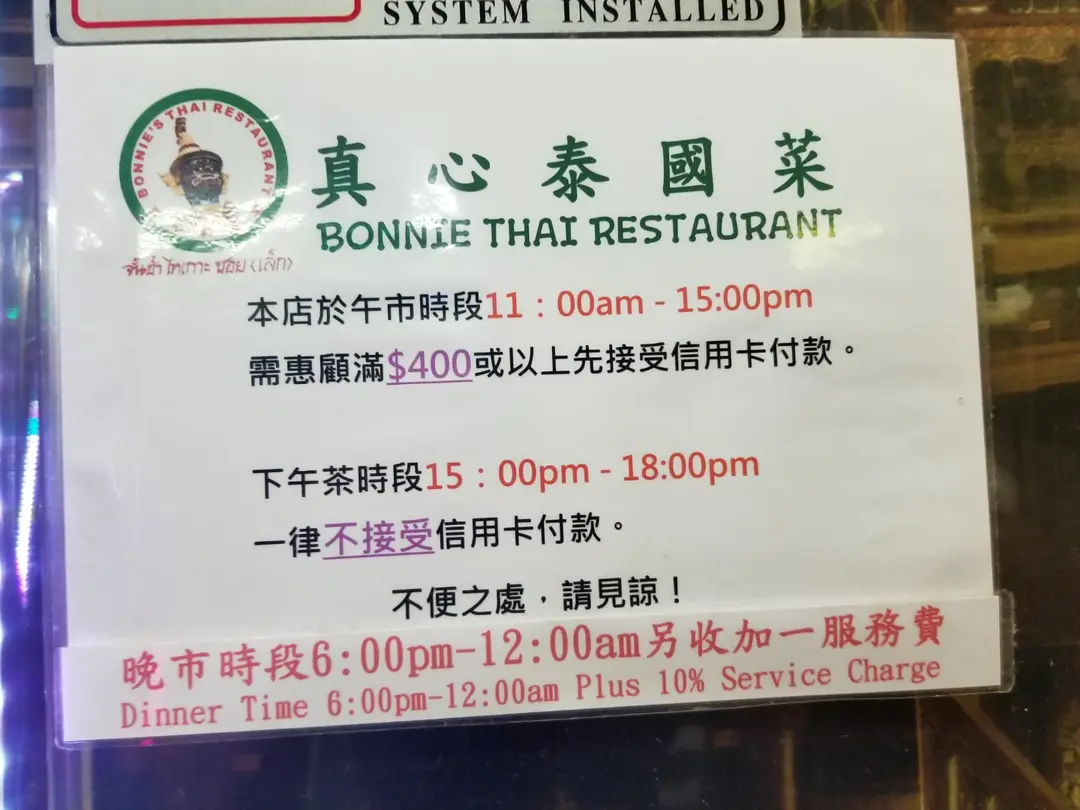 SYSTEM INSTALLED
BONNIE'S THAI RESTAURANT
真心泰國菜
BONNIE THAI RESTAURANT
本店於午市時段11：00am - 15:00pm
需惠顧滿$400或以上先接受信用卡付款。
下午茶時段15：00pm - 18:00pm
一律不接受信用卡付款。
不便之處，請見諒！
晚市時段6:00pm-12:00am另收加一服務費
Dinner Time 6:00pm-12:00am Plus 10% Service Charge